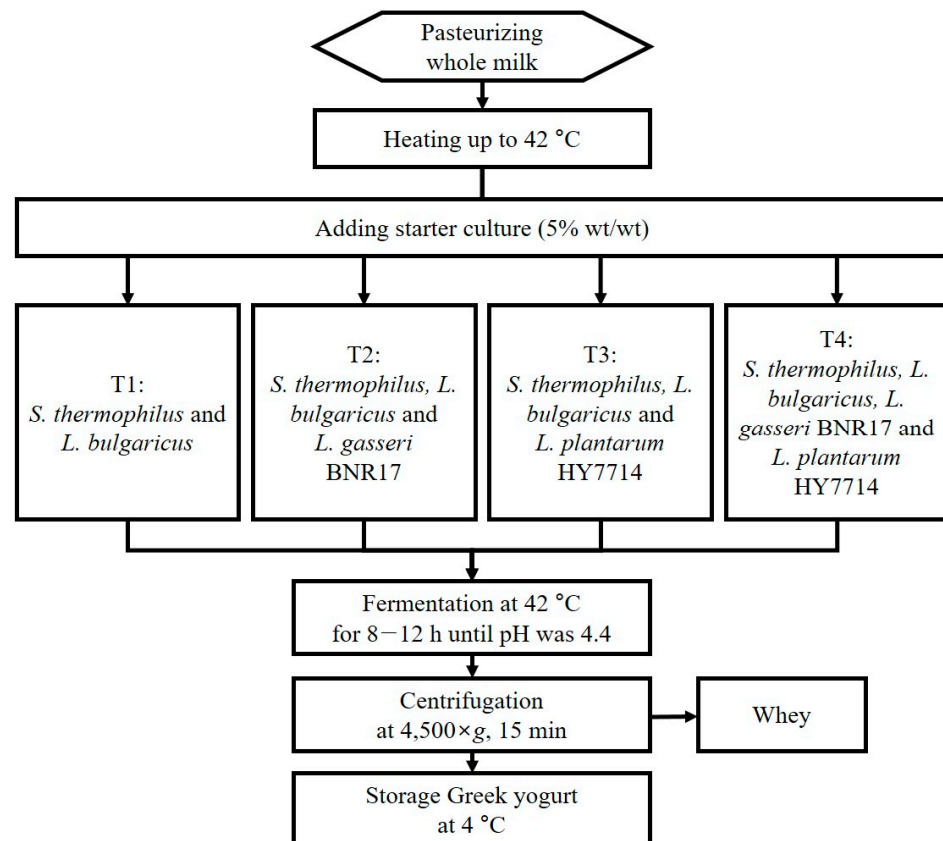 Pasteurizing
whole milk
Heating up to 42 °C
Adding starter culture (5% wt/wt)
T1:
S. thermophilus and
L. bulgaricus
T2:
S. thermophilus, L.
bulgaricus and
L. gasseri
BNR17
T3:
S. thermophilus, L.
bulgaricus and
L. plantarum
HY7714
T4:
S. thermophilus, L.
bulgaricus, L.
gasseri BNR17 and
L. plantarum
HY7714
Fermentation at 42 °C
for 8−12 h until pH was 4.4
Centrifugation
at 4,500×g, 15 min
Whey
Storage Greek yogurt
at 4 °C